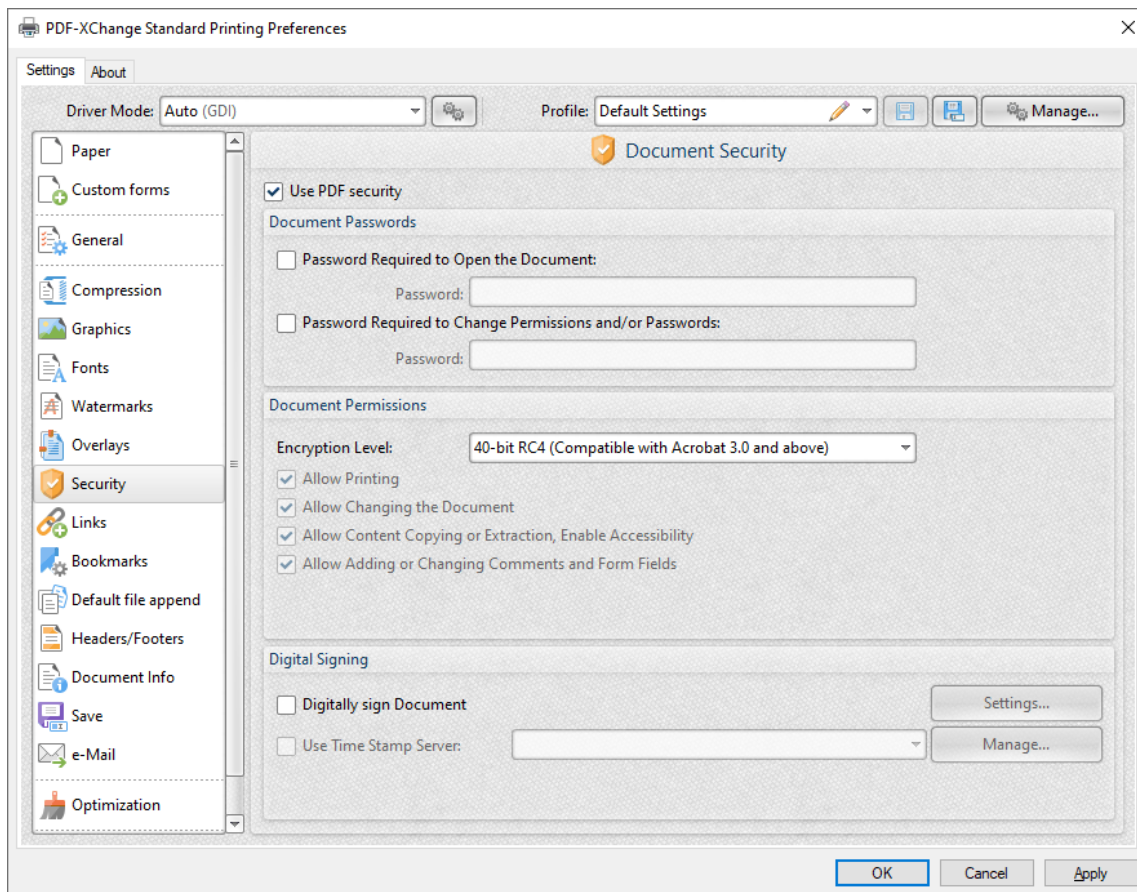 PDF-XChange Standard Printing Preferences
Settings About
Driver Mode: Auto (GDI) Profile: Default Settings Manage...
Paper
Custom forms
General
Compression
Graphics
Fonts
Watermarks
Overlays
Security
Links
Bookmarks
Default file append
Headers/Footers
Document Info
Save
e-Mail
Optimization
Document Security
Use PDF security
Document Passwords
Password Required to Open the Document:
Password:
Password Required to Change Permissions and/or Passwords:
Password:
Document Permissions
Encryption Level: 40-bit RC4 (Compatible with Acrobat 3.0 and above)
Allow Printing
Allow Changing the Document
Allow Content Copying or Extraction, Enable Accessibility
Allow Adding or Changing Comments and Form Fields
Digital Signing
Digitally sign Document Settings...
Use Time Stamp Server: Manage...
OK Cancel Apply